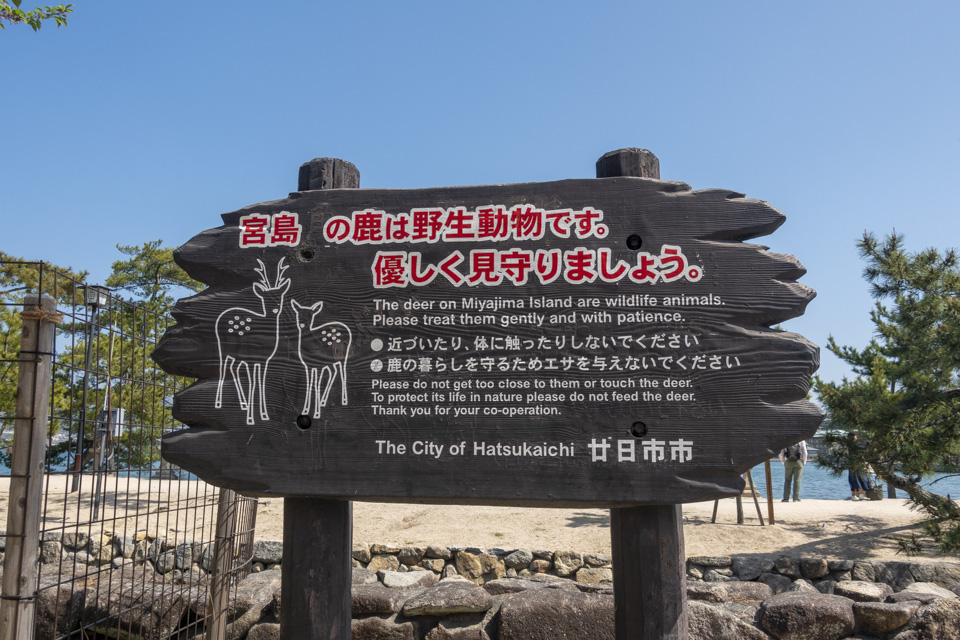 宮島 の鹿は野生動物です。
優しく見守りましょう。
The deer on Miyajima Island are wildlife animals.
Please treat them gently and with patience.
●近づいたり、体に触ったりしないでください
●鹿の暮らしを守るためエサを与えないでください
Please do not get too close to them or touch the deer.
To protect its life in nature please do not feed the deer.
Thank you for your co-operation.
The City of Hatsukaichi 廿日市市